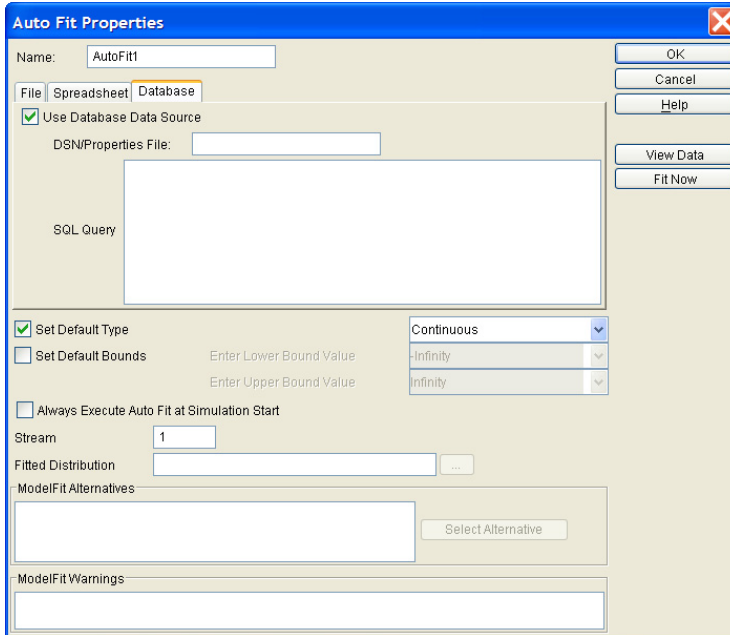 Auto Fit Properties
Name: AutoFit1
OK
Cancel
Help
File Spreadsheet Database
Use Database Data Source
DSN/Properties File:
View Data
Fit Now
SQL Query
Set Default Type Continuous
Set Default Bounds Enter Lower Bound Value -Infinity
Enter Upper Bound Value Infinity
Always Execute Auto Fit at Simulation Start
Stream 1
Fitted Distribution ...
ModelFit Alternatives
Select Alternative
ModelFit Warnings